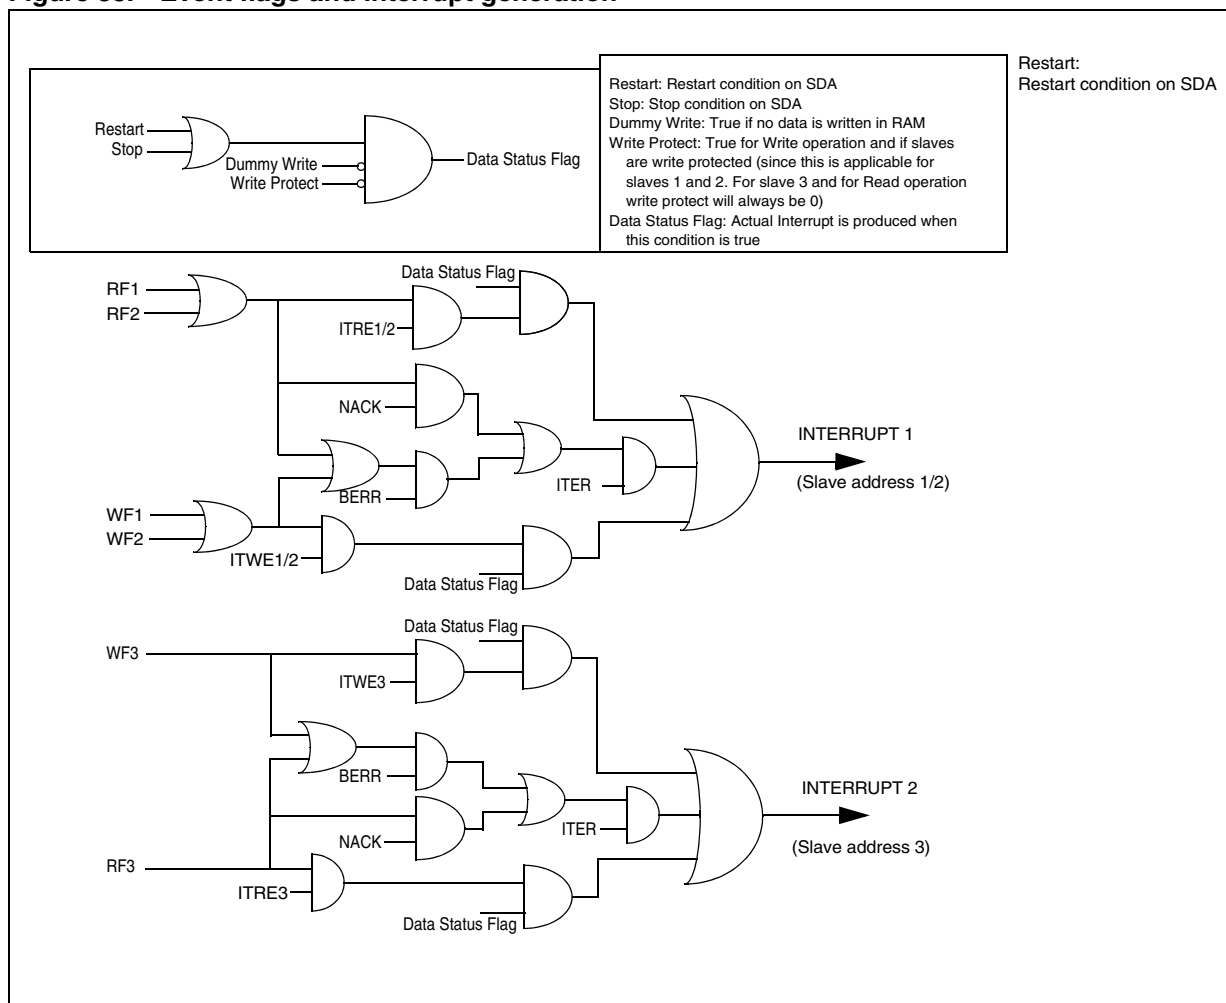 Restart:
Restart condition on SDA
Restart
Stop
Dummy Write
Write Protect
Data Status Flag
Restart: Restart condition on SDA
Stop: Stop condition on SDA
Dummy Write: True if no data is written in RAM
Write Protect: True for Write operation and if slaves
are write protected (since this is applicable for
slaves 1 and 2. For slave 3 and for Read operation
write protect will always be 0)
Data Status Flag: Actual Interrupt is produced when
this condition is true
Data Status Flag
RF1
RF2
ITRE1/2
NACK
INTERRUPT 1
(Slave address 1/2)
ITER
BERR
WF1
WF2
ITWE1/2
Data Status Flag
Data Status Flag
WF3
ITWE3
BERR
INTERRUPT 2
(Slave address 3)
ITER
NACK
RF3
ITRE3
Data Status Flag